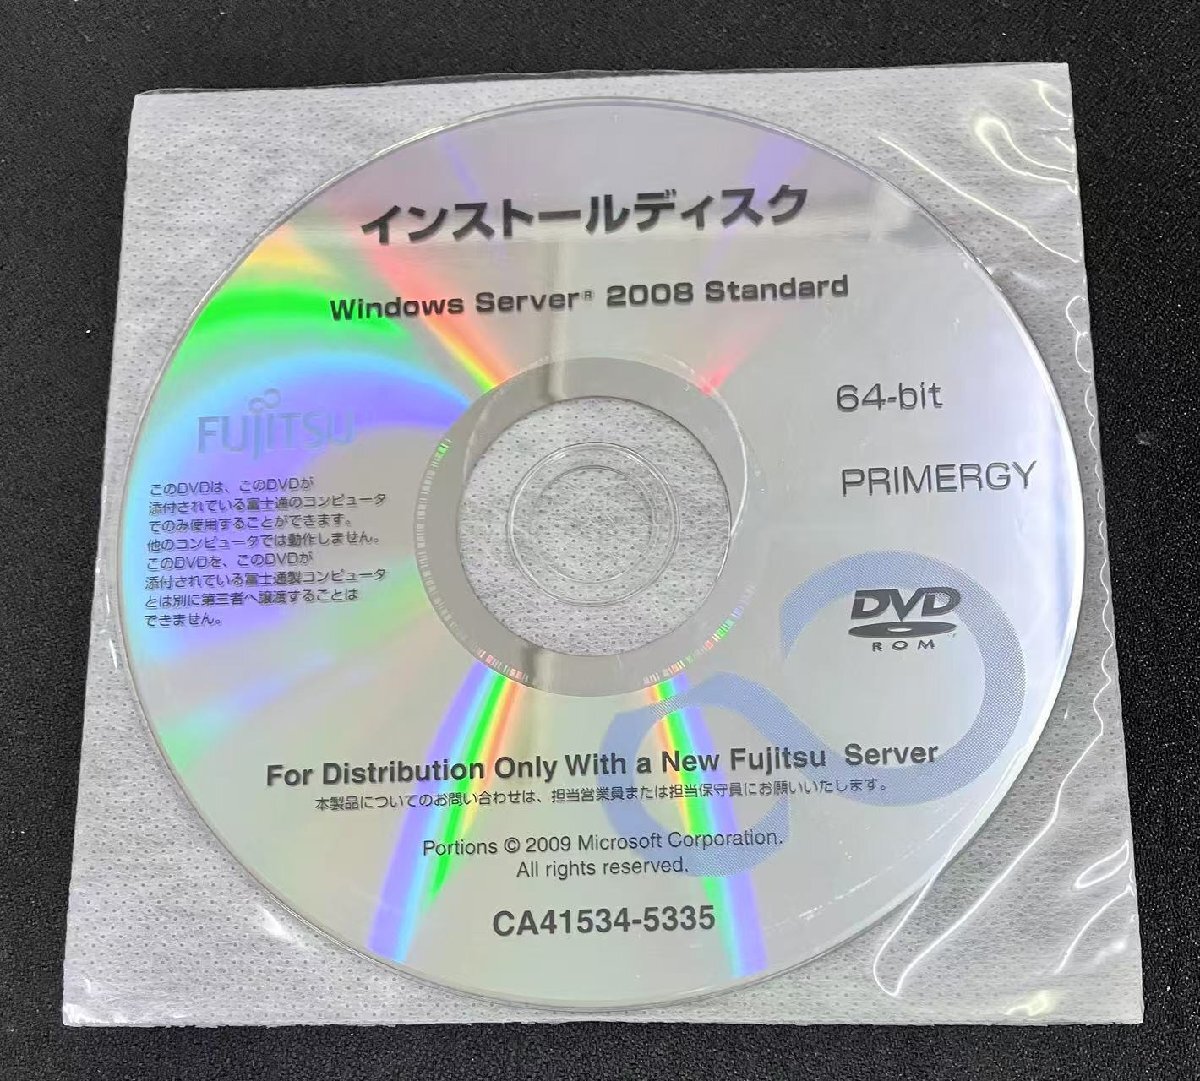 インストールディスク
Windows Server® 2008 Standard
64-bit
FUJITSU
PRIMERGY
このDVDは、このDVDが
添付されている富士通のコンピュータ
でのみ使用することができます。
他のコンピュータでは動作しません。
このDVDを、このDVDが
添付されている富士通製コンピュータ
とは別に第三者へ譲渡することは
できません。
DVD
ROM
For Distribution Only With a New Fujitsu Server
本製品についてのお問い合わせは、担当営業員または担当保守員にお願いいたします。
Portions © 2009 Microsoft Corporation.
All rights reserved.
CA41534-5335